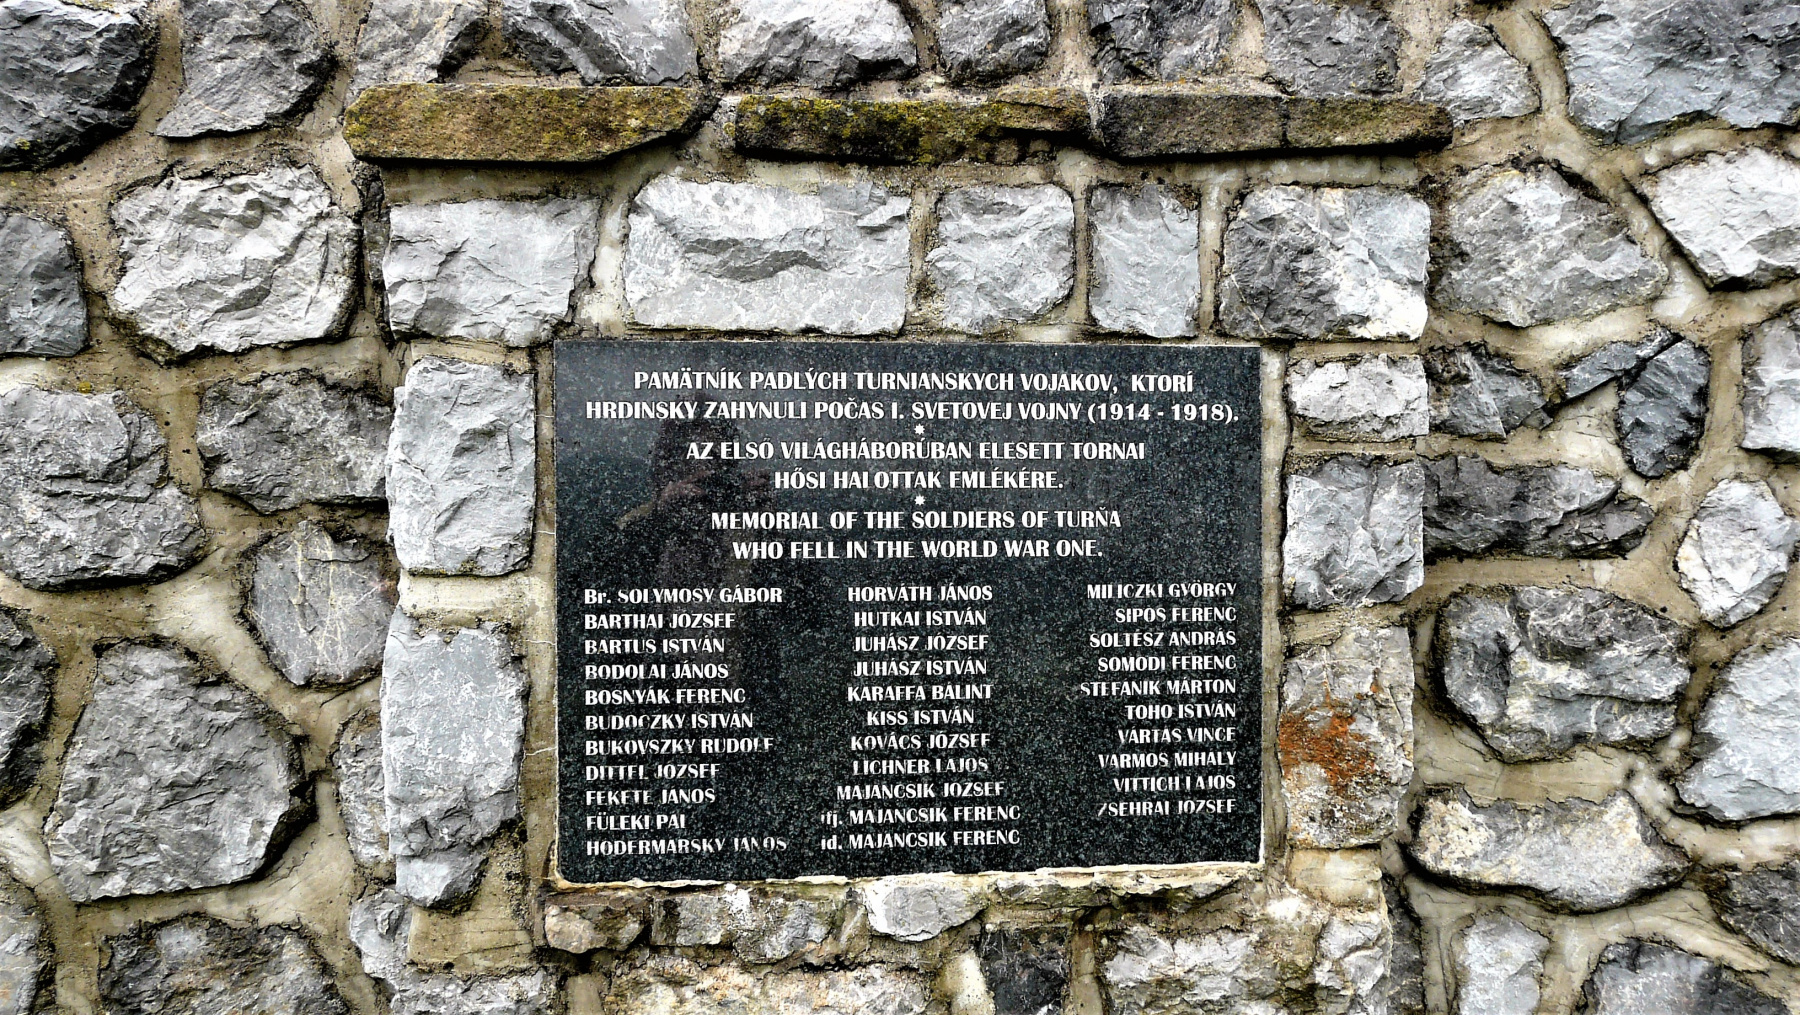 PAMÄTNÍK PADLÝCH TURNIANSKYCH VOJAKOV, KTORÍ
HRDINSKY ZAHYNULI POČAS I. SVETOVEJ VOJNY (1914 - 1918).
*
AZ ELSŐ VILÁGHÁBORÚBAN ELESETT TORNAI
HŐSI HALOTTAK EMLÉKÉRE.
*
MEMORIAL OF THE SOLDIERS OF TURŇA
WHO FELL IN THE WORLD WAR ONE.
Br. SOLYMOSY GÁBOR
BARTHAI JÓZSEF
BARTUS ISTVÁN
BODOLAI JÁNOS
BOSNYÁK FERENC
BUDOCZKY ISTVÁN
BUKOVSZKY RUDOLF
DITTEL JÓZSEF
FEKETE JÁNOS
FÜLEKI PÁL
HODERMARSKY JÁNOS
HORVÁTH JÁNOS
HUTKAI ISTVÁN
JUHÁSZ JÓZSEF
JUHÁSZ ISTVÁN
KARAFFA BÁLINT
KISS ISTVÁN
KOVÁCS JÓZSEF
LICHNER LAJOS
MAJANCSIK JÓZSEF
ifj. MAJANCSIK FERENC
id. MAJANCSIK FERENC
MILICZKI GYÖRGY
SIPOS FERENC
SOLTÉSZ ANDRÁS
SOMODI FERENC
STEFÁNIK MÁRTON
TOHO ISTVÁN
VARTAS VINCE
VARMOS MIHALY
VITTICH LAJOS
ZSEHRAI JÓZSEF